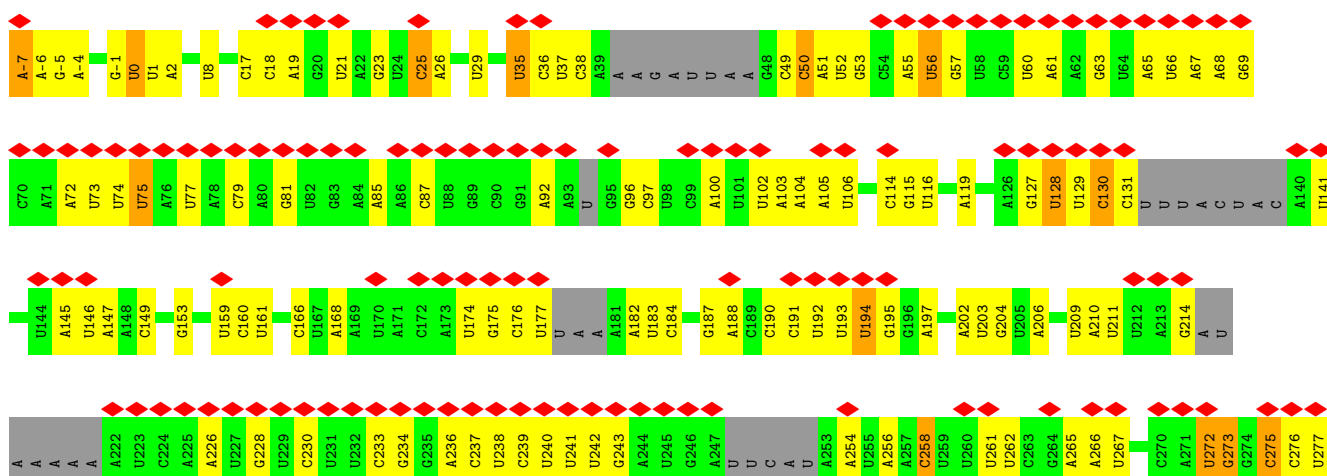 A-7 A-6 G-5 A-4 G-1 U0 U1 A2 U8 C17 C18 A19 G20 U21 A22 G23 U24 C25 A26 U29 U35 C36 U37 C38 A39 A A G A U U A A G48 C49 C50 A51 U52 G53 C54 A55 U56 G57 U58 C59 U60 A61 A62 G63 U64 A65 U66 A67 A68 G69
C70 A71 A72 U73 U74 U75 A76 U77 A78 C79 A80 G81 U82 G83 A84 A85 A86 C87 U88 G89 C90 G91 A92 A93 U G95 G96 C97 U98 C99 A100 U101 U102 A103 A104 A105 U106 C114 G115 U116 A119 A126 G127 U128 U129 C130 C131 U U U A C U A C A140 U141
U144 A145 U146 A147 A148 C149 G153 U159 C160 U161 C166 U167 A168 A169 U170 A171 C172 A173 U174 G175 C176 U177 U A A A181 A182 U183 C184 G187 A188 C189 C190 C191 U192 U193 U194 G195 G196 A197 A202 U203 G204 U205 A206 U209 A210 U211 U212 A213 G214 A U
A A A A A A222 U223 C224 A225 A226 U227 G228 U229 C230 U231 U232 C233 G234 G235 A236 C237 U238 C239 U240 U241 U242 G243 A244 U245 G246 A247 U U C A U A253 A254 U255 A256 A257 C258 U259 U260 U261 U262 C263 G264 A265 A266 U267 C270 A271 U272 G273 G274 C275 C276 U277